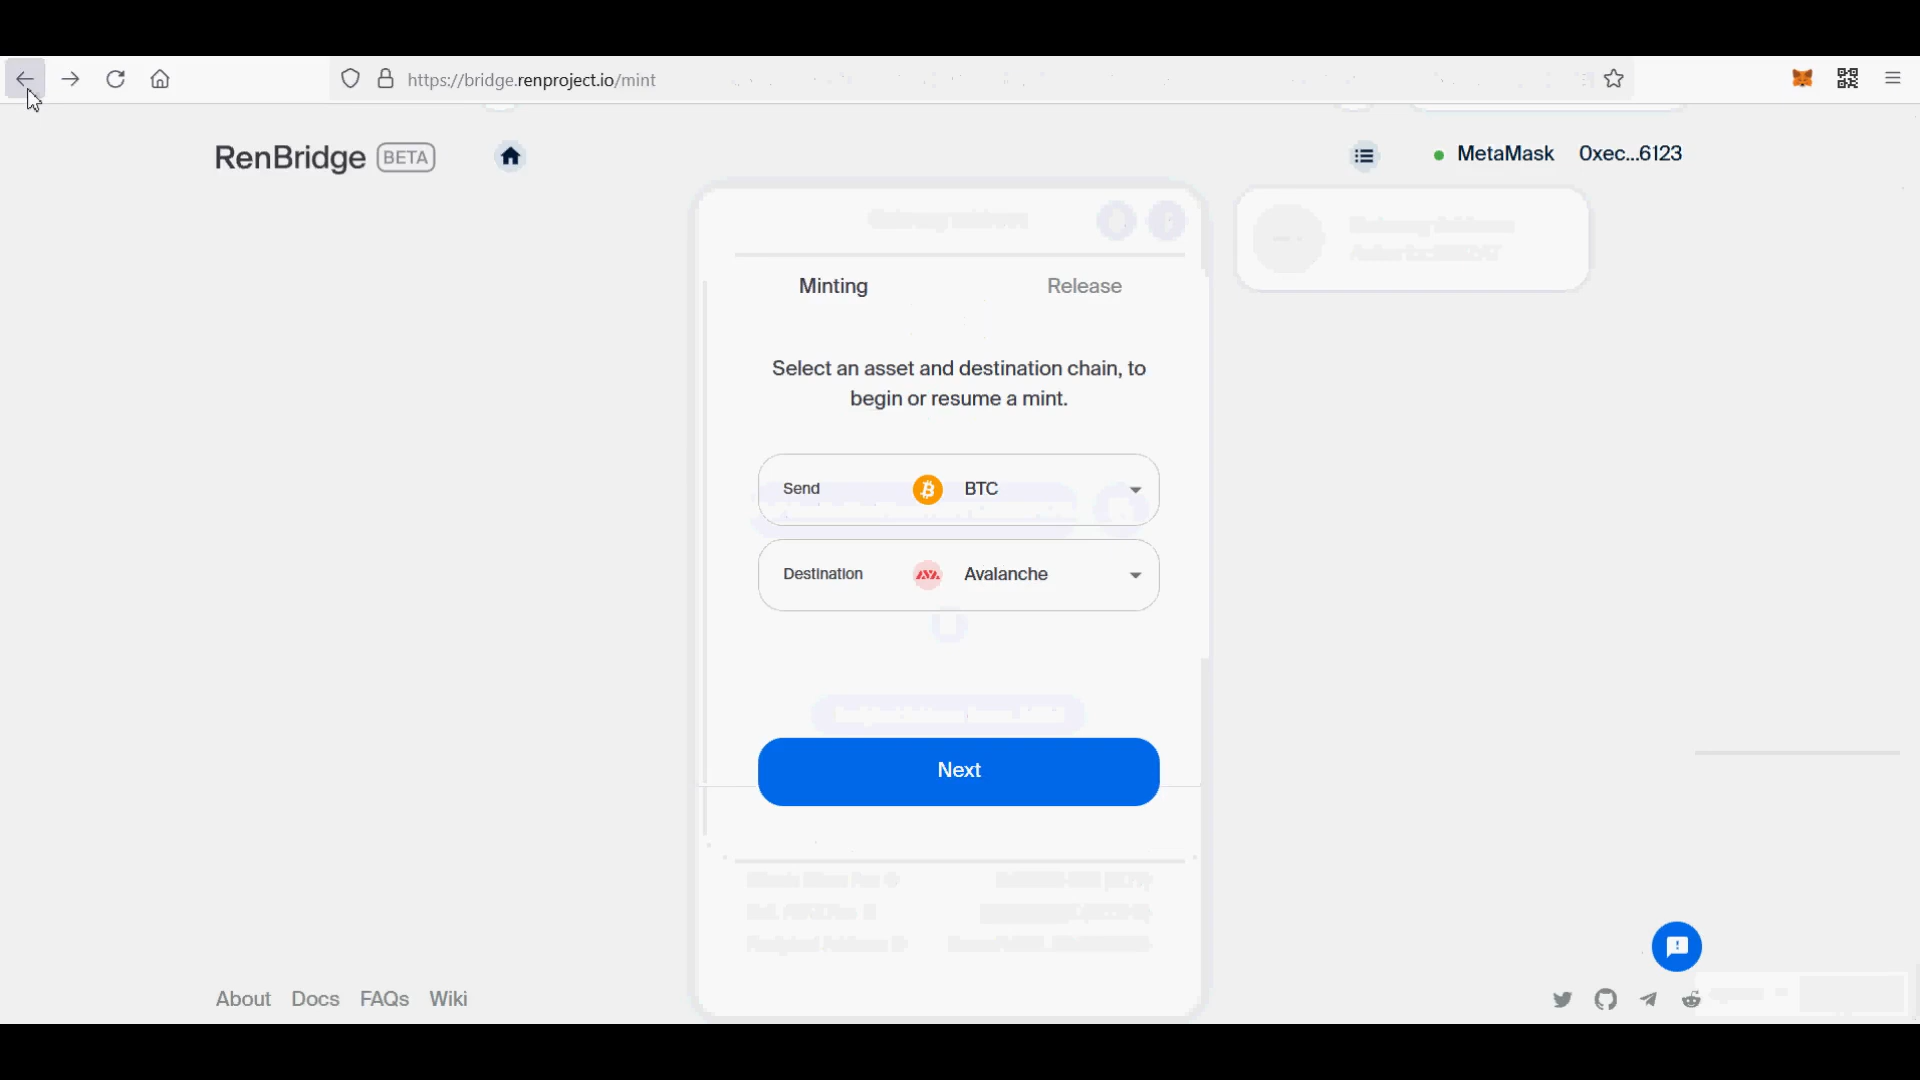 https://bridge.renproject.io/mint
RenBridge BETA
MetaMask 0xec...6123
Minting Release
Select an asset and destination chain, to
begin or resume a mint.
Send BTC
Destination Avalanche
Next
About Docs FAQs Wiki